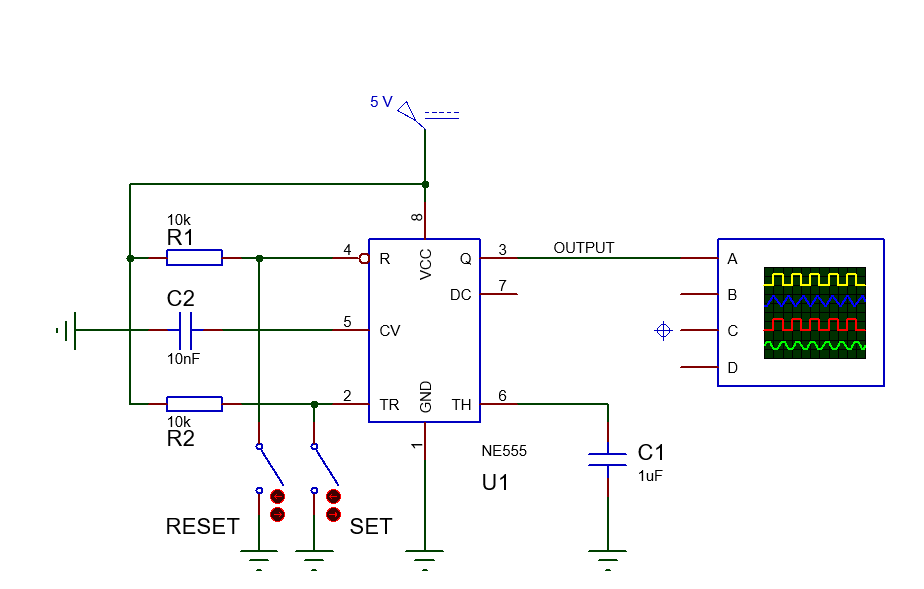 5 V
10k
R1
C2
10nF
10k
R2
4
5
2
R
CV
TR
8
VCC
GND
1
Q
DC
TH
3
7
6
OUTPUT
NE555
U1
A
B
C
D
C1
1uF
RESET
SET